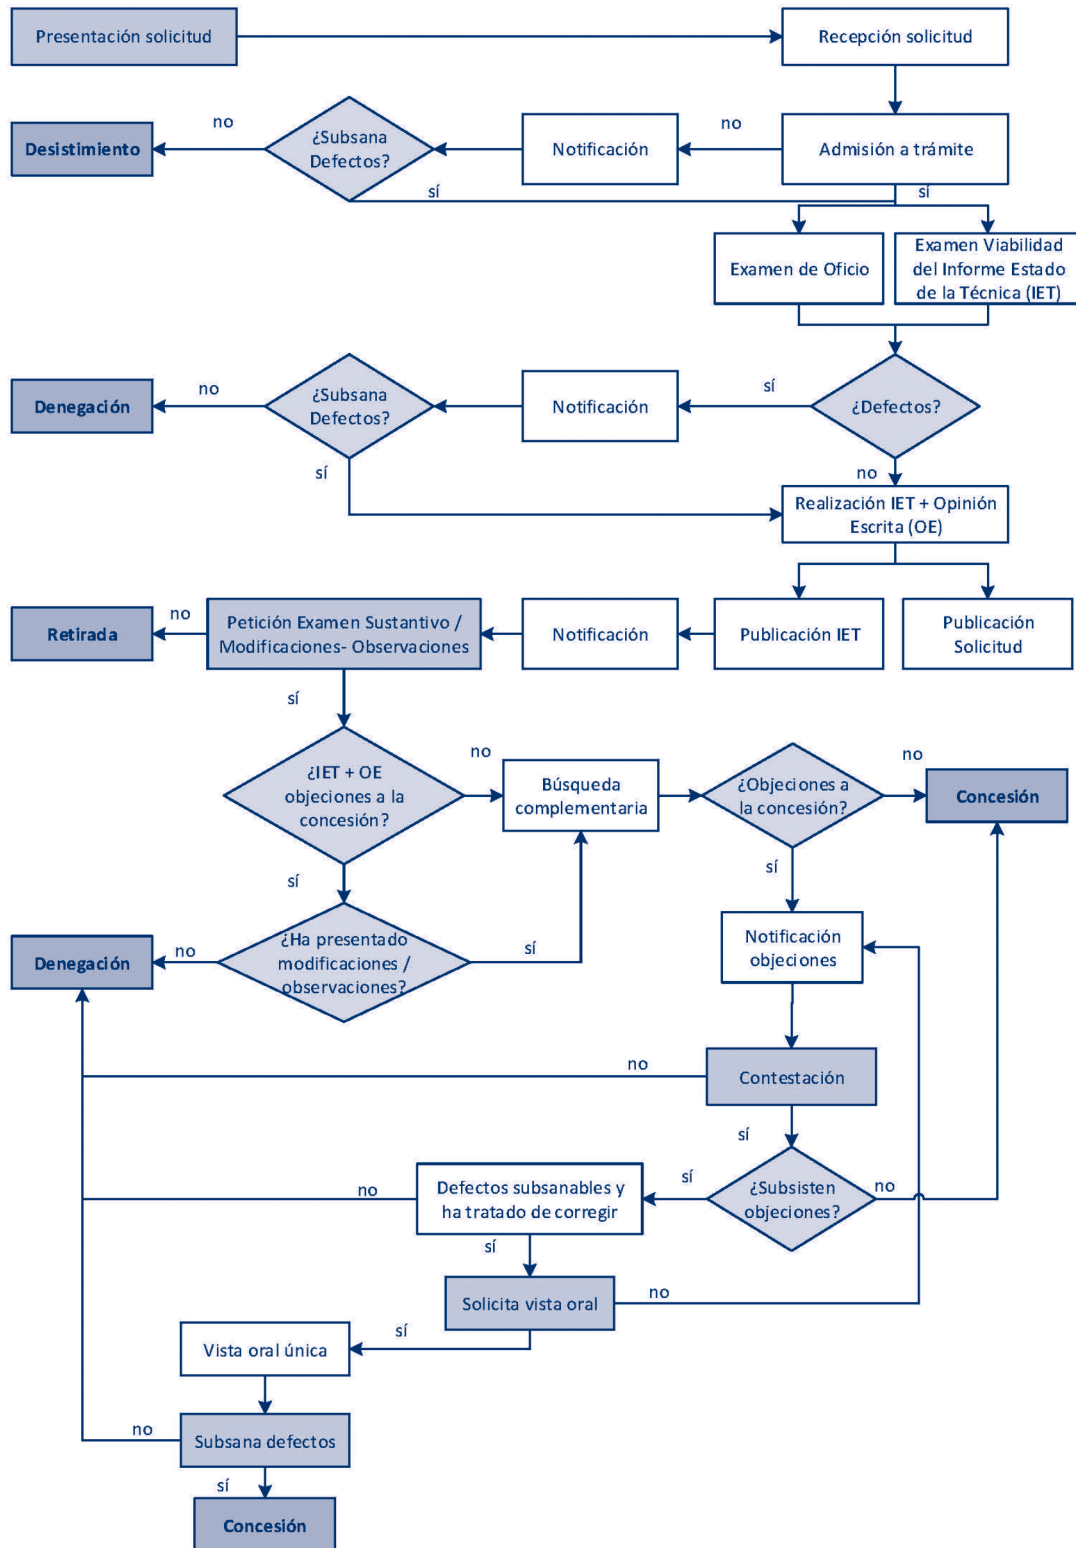 Presentación solicitud
Recepción solicitud
no
no
¿Subsana
Defectos?
Desistimiento
Notificación
Admisión a trámite
sí
sí
Examen de Oficio
Examen Viabilidad
del Informe Estado
de la Técnica (IET)
no
¿Subsana
Defectos?
sí
Denegación
Notificación
¿Defectos?
sí
no
Realización IET + Opinión
Escrita (OE)
no
Retirada
Petición Examen Sustantivo /
Modificaciones- Observaciones
Notificación
Publicación IET
Publicación
Solicitud
sí
no
no
¿IET + OE
objeciones a la
concesión?
Búsqueda
complementaria
¿Objeciones a
la concesión?
Concesión
sí
sí
¿Ha presentado
modificaciones /
observaciones?
no
sí
Denegación
Notificación
objeciones
no
Contestación
sí
sí
no
Defectos subsanables y
ha tratado de corregir
¿Subsisten
objeciones?
no
sí
Solicita vista oral
no
sí
Vista oral única
no
Subsana defectos
sí
Concesión